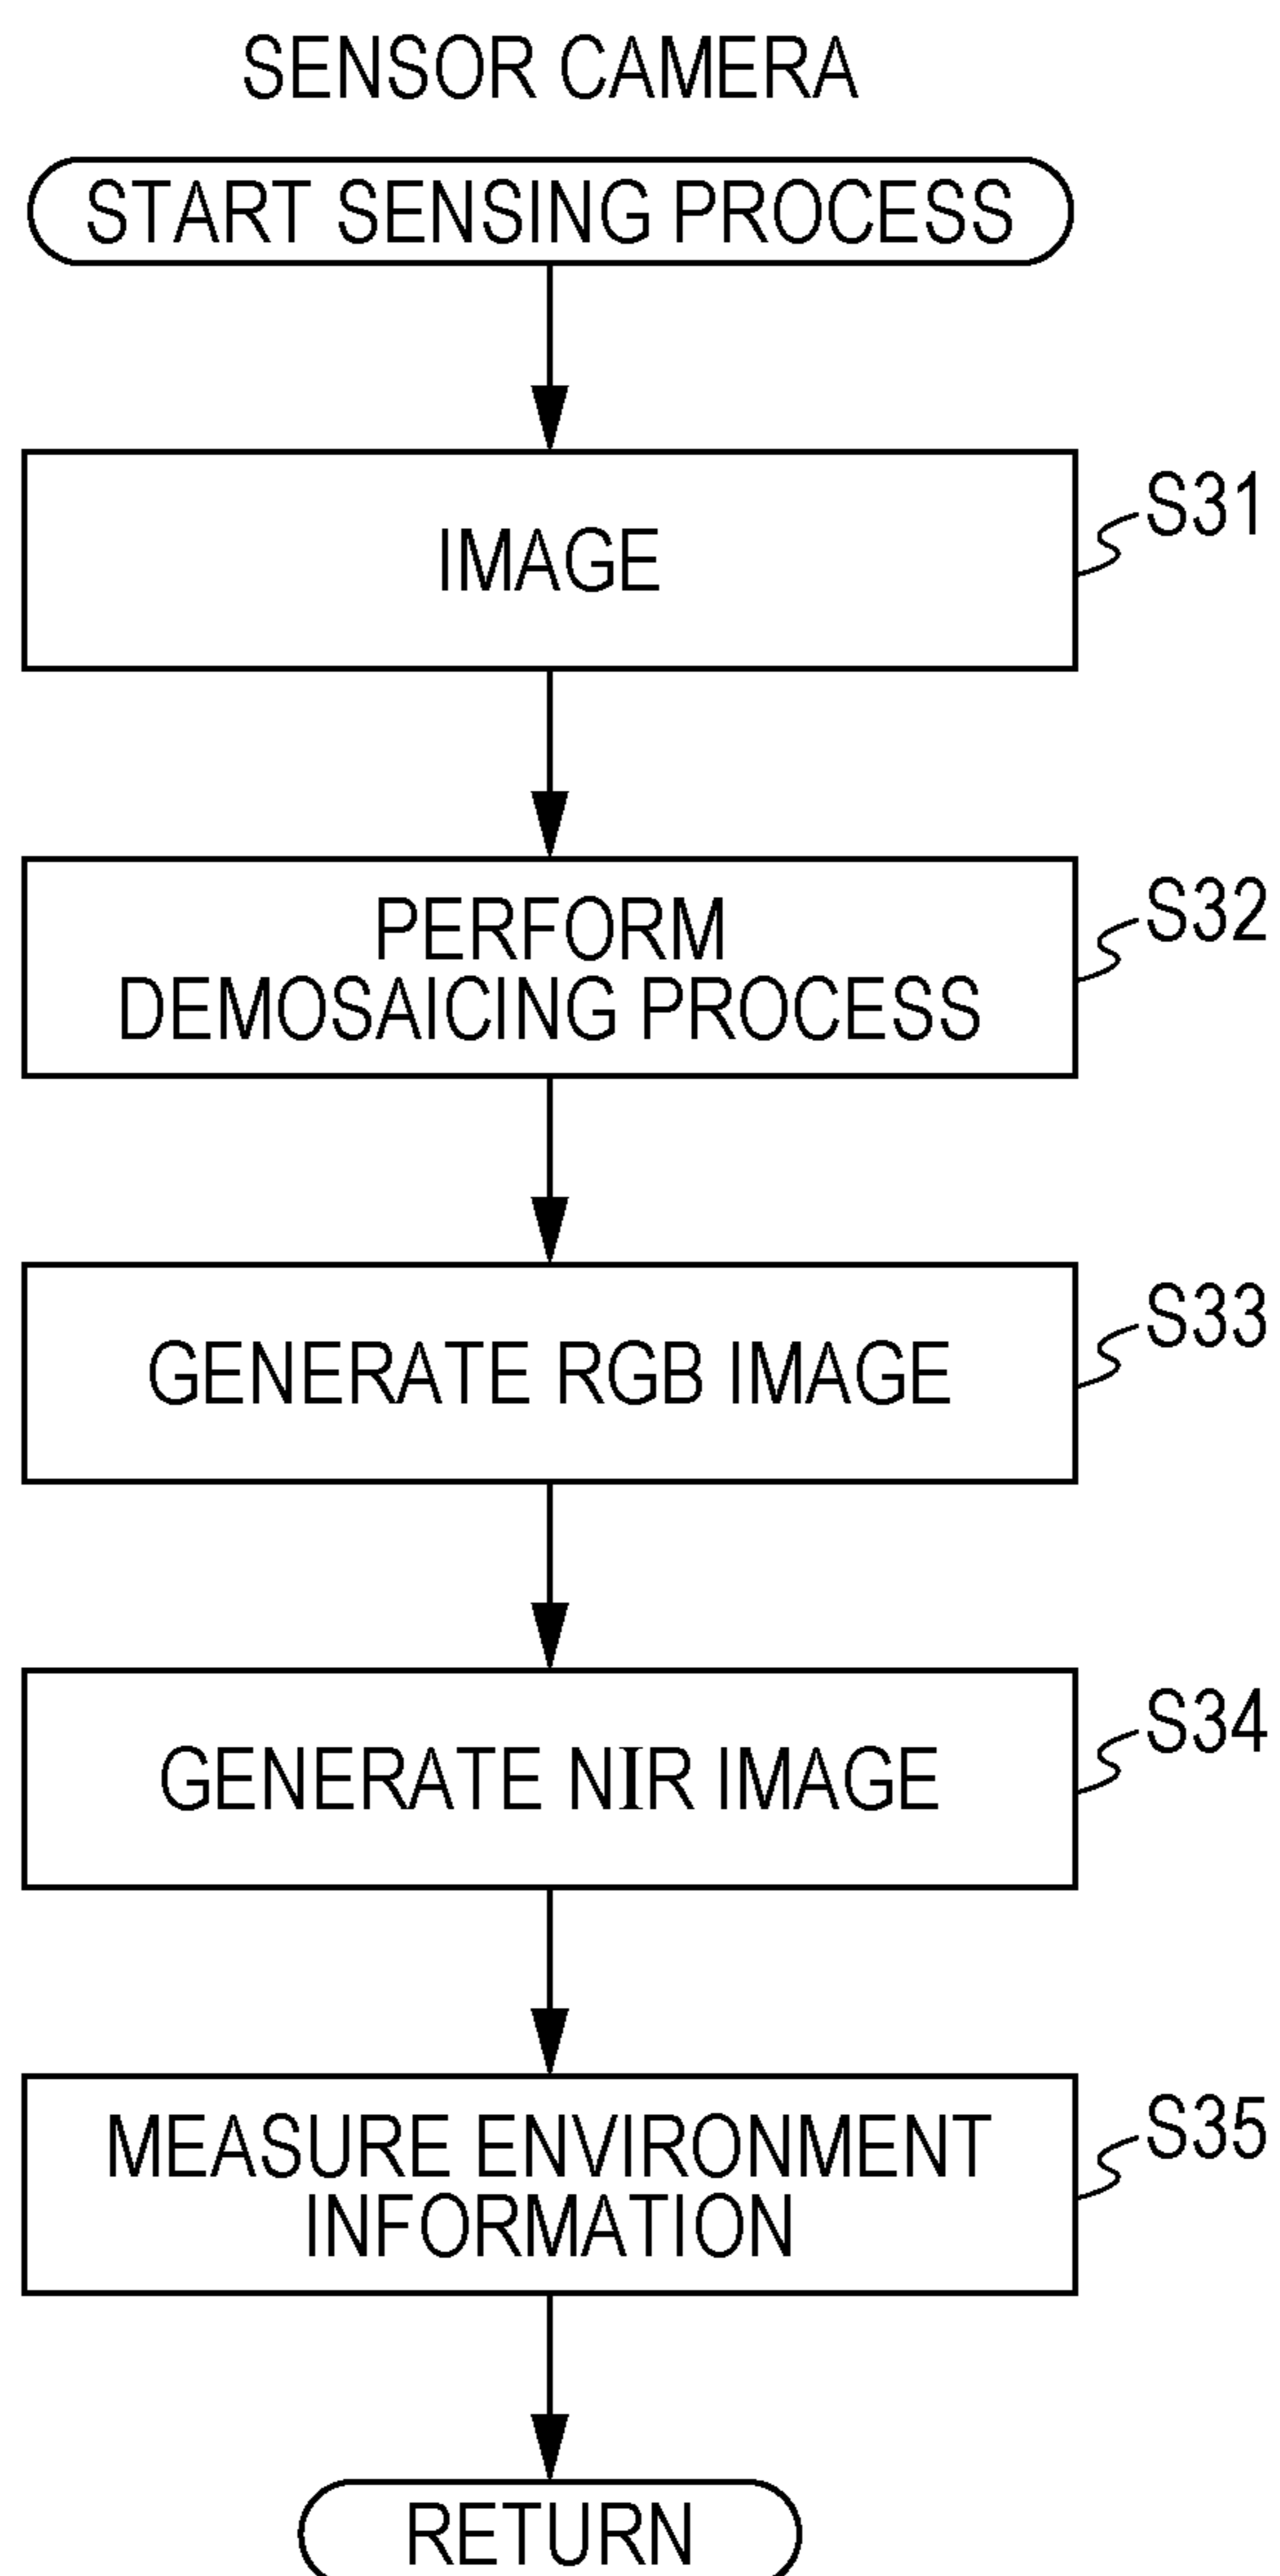 SENSOR CAMERA
START SENSING PROCESS
IMAGE
S31
PERFORM
DEMOSAICING PROCESS
S32
GENERATE RGB IMAGE
S33
GENERATE NIR IMAGE
S34
MEASURE ENVIRONMENT
INFORMATION
S35
RETURN